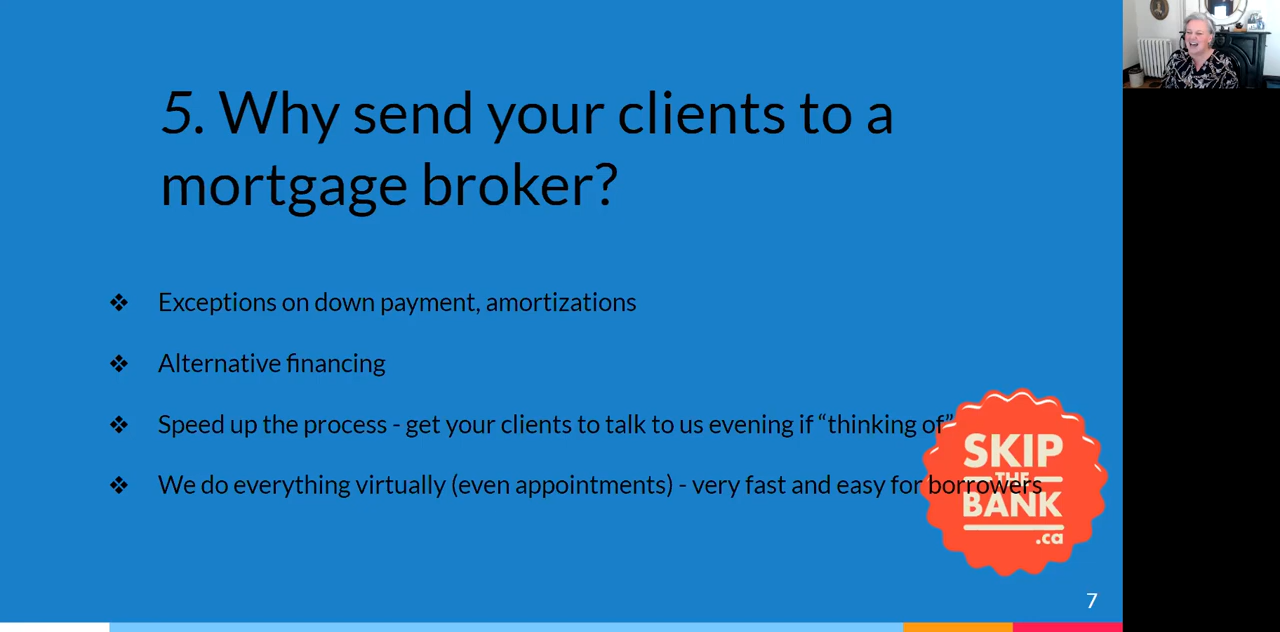 5. Why send your clients to a
mortgage broker?
❖ Exceptions on down payment, amortizations
❖ Alternative financing
❖ Speed up the process - get your clients to talk to us evening if “thinking of”
❖ We do everything virtually (even appointments) - very fast and easy for borrowers
SKIP
THE
BANK
.ca
7